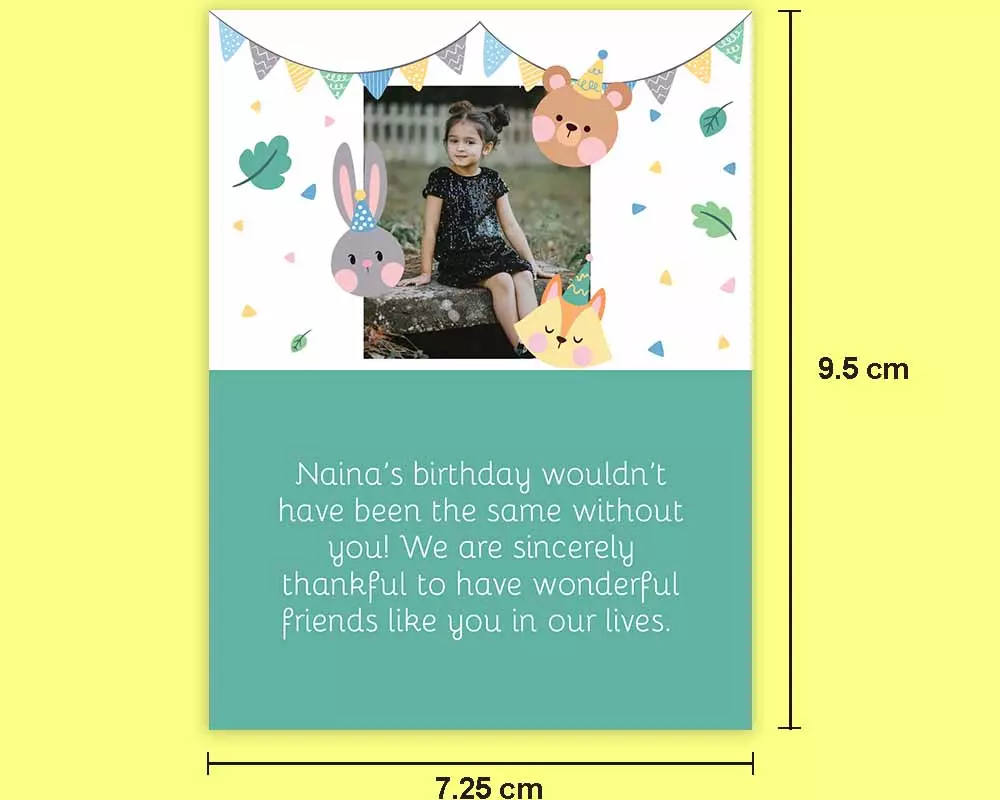 Naina's birthday wouldn't
have been the same without
you! We are sincerely
thankful to have wonderful
friends like you in our lives.
9.5 cm
7.25 cm